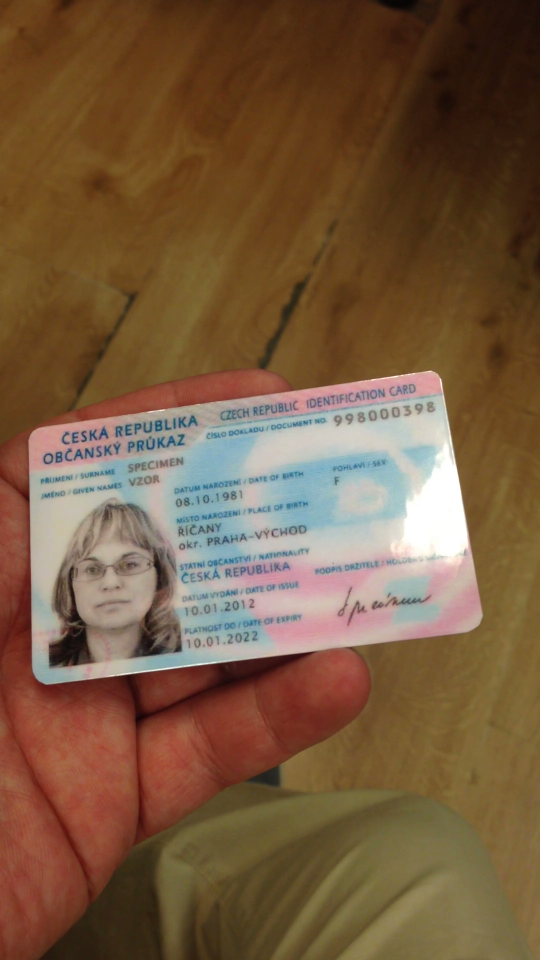 ČESKÁ REPUBLIKA
OBČANSKÝ PRŮKAZ
CZECH REPUBLIC IDENTIFICATION CARD
ČÍSLO DOKLADU / DOCUMENT NO. 998000398
PŘÍJMENÍ / SURNAME SPECIMEN
JMÉNO / GIVEN NAMES VZOR
DATUM NAROZENÍ / DATE OF BIRTH
08.10.1981
POHLAVÍ / SEX
F
MÍSTO NAROZENÍ / PLACE OF BIRTH
ŘÍČANY
okr. PRAHA-VÝCHOD
STÁTNÍ OBČANSTVÍ / NATIONALITY
ČESKÁ REPUBLIKA
DATUM VYDÁNÍ / DATE OF ISSUE
10.01.2012
PLATNOST DO / DATE OF EXPIRY
10.01.2022
PODPIS DRŽITELE / HOLDER'S
Specimen